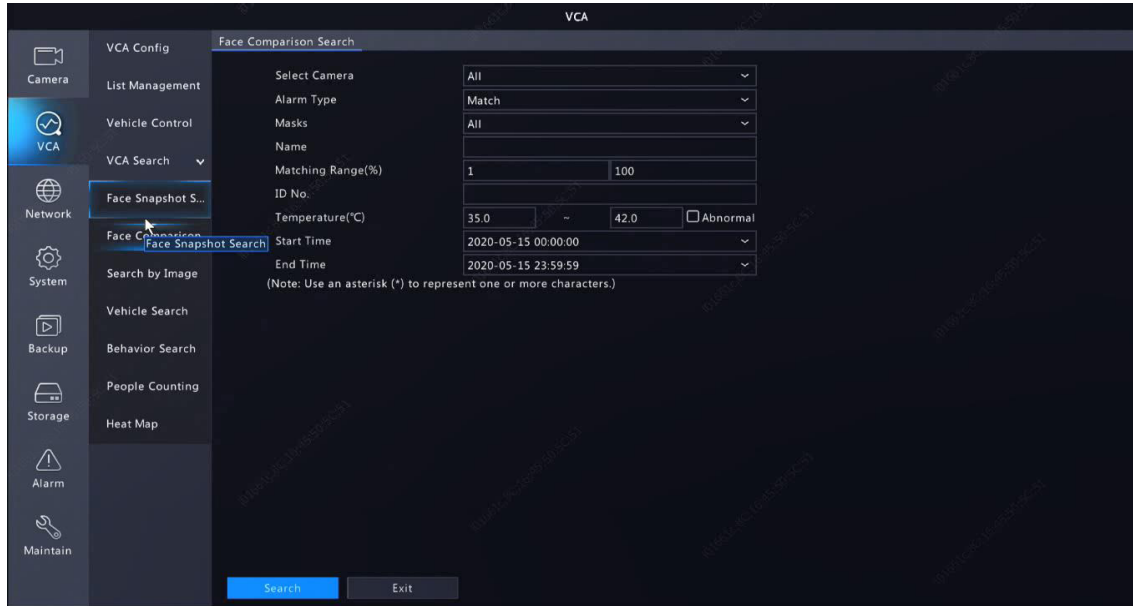 VCA
Camera
VCA
Network
System
Backup
Storage
Alarm
Maintain
VCA Config
List Management
Vehicle Control
VCA Search
Face Snapshot S...
Face Comparison
Face Snapshot Search
Search by Image
Vehicle Search
Behavior Search
People Counting
Heat Map
Face Comparison Search
Select Camera All
Alarm Type Match
Masks All
Name
Matching Range(%) 1 100
ID No.
Temperature(℃) 35.0 ~ 42.0 Abnormal
Start Time 2020-05-15 00:00:00
End Time 2020-05-15 23:59:59
(Note: Use an asterisk (*) to represent one or more characters.)
Search Exit